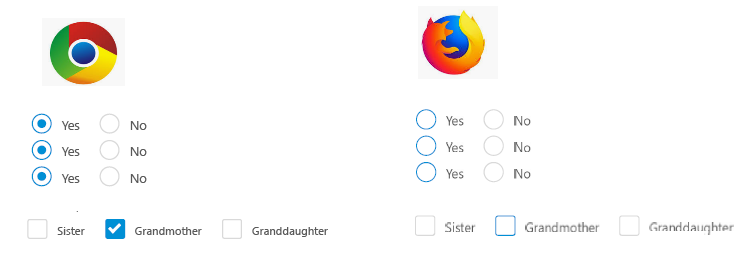 Yes No Yes No
Yes No Yes No
Yes No Yes No
Sister Grandmother Granddaughter Sister Grandmother Granddaughter